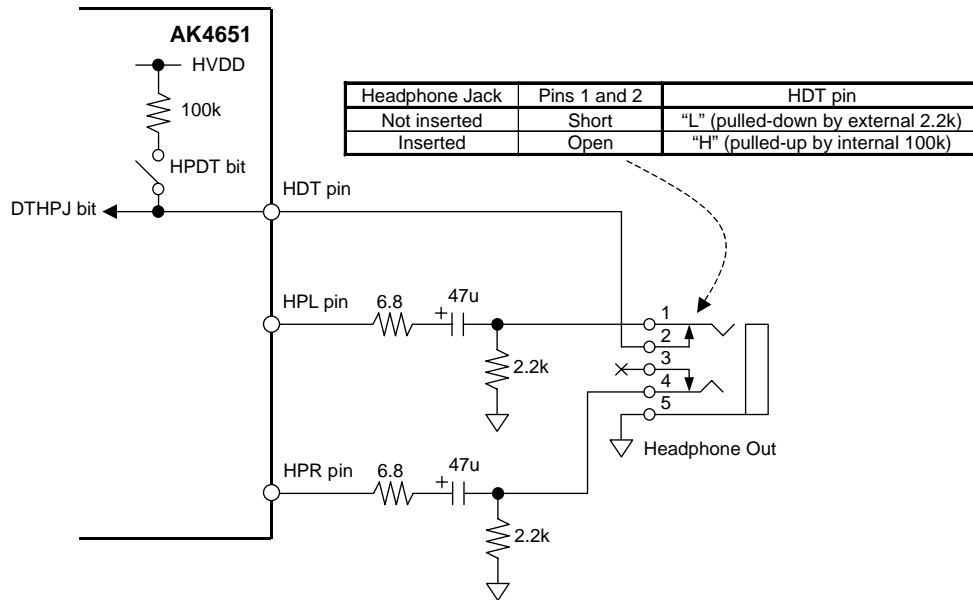 AK4651
HVDD
100k
HPDT bit
DTHPJ bit
HDT pin
Headphone Jack Pins 1 and 2 HDT pin
Not inserted Short “L” (pulled-down by external 2.2k)
Inserted Open “H” (pulled-up by internal 100k)
HPL pin
6.8
+
47u
2.2k
1
2
3
4
5
Headphone Out
HPR pin
6.8
+
47u
2.2k